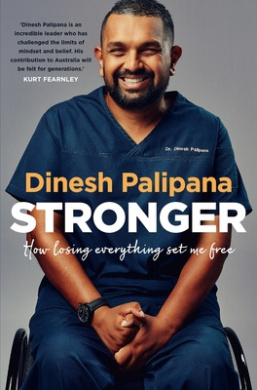 'Dinesh Palipana is an
incredible leader who
has challenged the limits of
mindset and belief. His
contribution to Australia will
be felt for generations.'
KURT FEARNLEY
Dr. Dinesh Palipana
Dinesh Palipana
STRONGER
How losing everything set me free